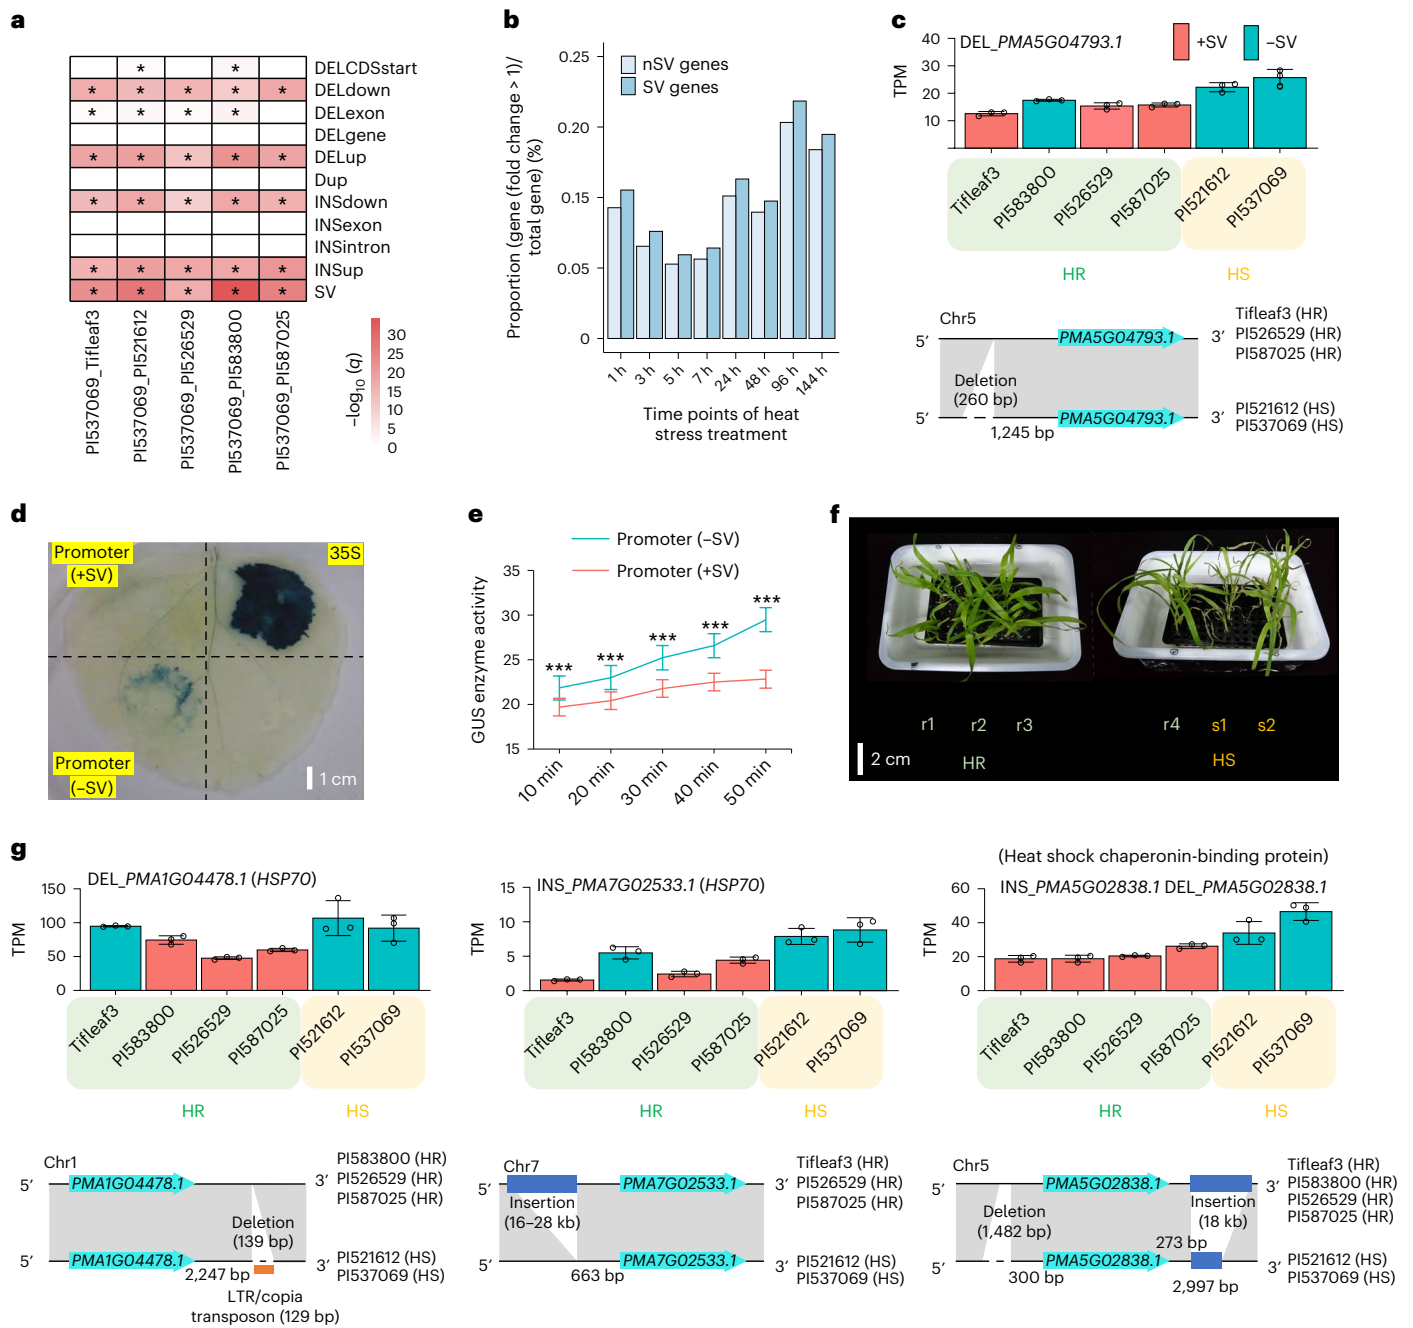 a
DELCDSstart
DELdown
DELexon
DELgene
DELup
Dup
INSdown
INSexon
INSintron
INSup
SV
* *
* * * * *
* * * *
* * * * *
* * * * *
* * * * *
* * * * *
PI537069_Tifleaf3
PI537069_PI521612
PI537069_PI526529
PI537069_PI583800
PI537069_PI587025
−log10 (q)
30
25
20
15
10
5
0
b
Proportion (gene (fold change > 1)/
total gene) (%)
0.25
0.20
0.15
0.05
0
nSV genes
SV genes
1 h
3 h
5 h
7 h
24 h
48 h
96 h
144 h
Time points of heat
stress treatment
c
DEL_PMA5G04793.1
+SV
−SV
TPM
40
30
20
10
Tifleaf3
PI583800
PI526529
PI587025
PI521612
PI537069
HR
HS
Chr5
5′
PMA5G04793.1
3′
Tifleaf3 (HR)
PI526529 (HR)
PI587025 (HR)
Deletion
(260 bp)
5′
PMA5G04793.1
3′
PI521612 (HS)
PI537069 (HS)
1,245 bp
d
Promoter
(+SV)
35S
Promoter
(−SV)
1 cm
e
Promoter (−SV)
Promoter (+SV)
GUS enzyme activity
35
30
25
20
15
***
***
***
***
***
10 min
20 min
30 min
40 min
50 min
f
r1
r2
r3
HR
r4
s1
s2
HS
2 cm
g
DEL_PMA1G04478.1 (HSP70)
TPM
150
100
50
0
Tifleaf3
PI583800
PI526529
PI587025
PI521612
PI537069
HR
HS
Chr1
5′
PMA1G04478.1
3′
PI583800 (HR)
PI526529 (HR)
PI587025 (HR)
Deletion
(139 bp)
5′
PMA1G04478.1
3′
PI521612 (HS)
PI537069 (HS)
2,247 bp
LTR/copia
transposon (129 bp)
INS_PMA7G02533.1 (HSP70)
TPM
15
10
5
0
Tifleaf3
PI583800
PI526529
PI587025
PI521612
PI537069
HR
HS
Chr7
5′
PMA7G02533.1
3′
Tifleaf3 (HR)
PI526529 (HR)
PI587025 (HR)
Insertion
(16–28 kb)
5′
PMA7G02533.1
3′
PI521612 (HS)
PI537069 (HS)
663 bp
(Heat shock chaperonin-binding protein)
INS_PMA5G02838.1 DEL_PMA5G02838.1
TPM
60
40
20
0
Tifleaf3
PI583800
PI526529
PI587025
PI521612
PI537069
HR
HS
Chr5
5′
PMA5G02838.1
3′
Tifleaf3 (HR)
PI583800 (HR)
PI526529 (HR)
PI587025 (HR)
Deletion
(1,482 bp)
Insertion
(18 kb)
273 bp
5′
PMA5G02838.1
3′
PI521612 (HS)
PI537069 (HS)
300 bp
2,997 bp